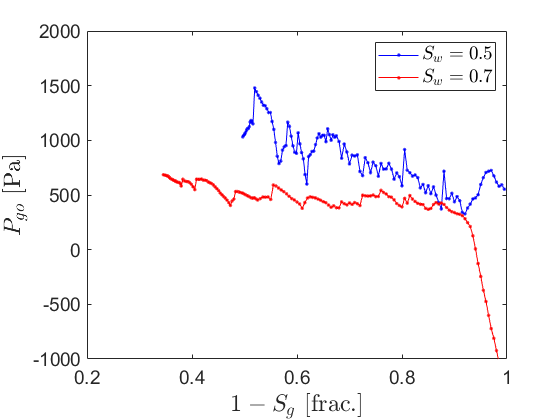 2000
1500
1000
500
0
-500
-1000
P_{go} [Pa]
S_w = 0.5
S_w = 0.7
0.2 0.4 0.6 0.8 1
1 − S_g [frac.]